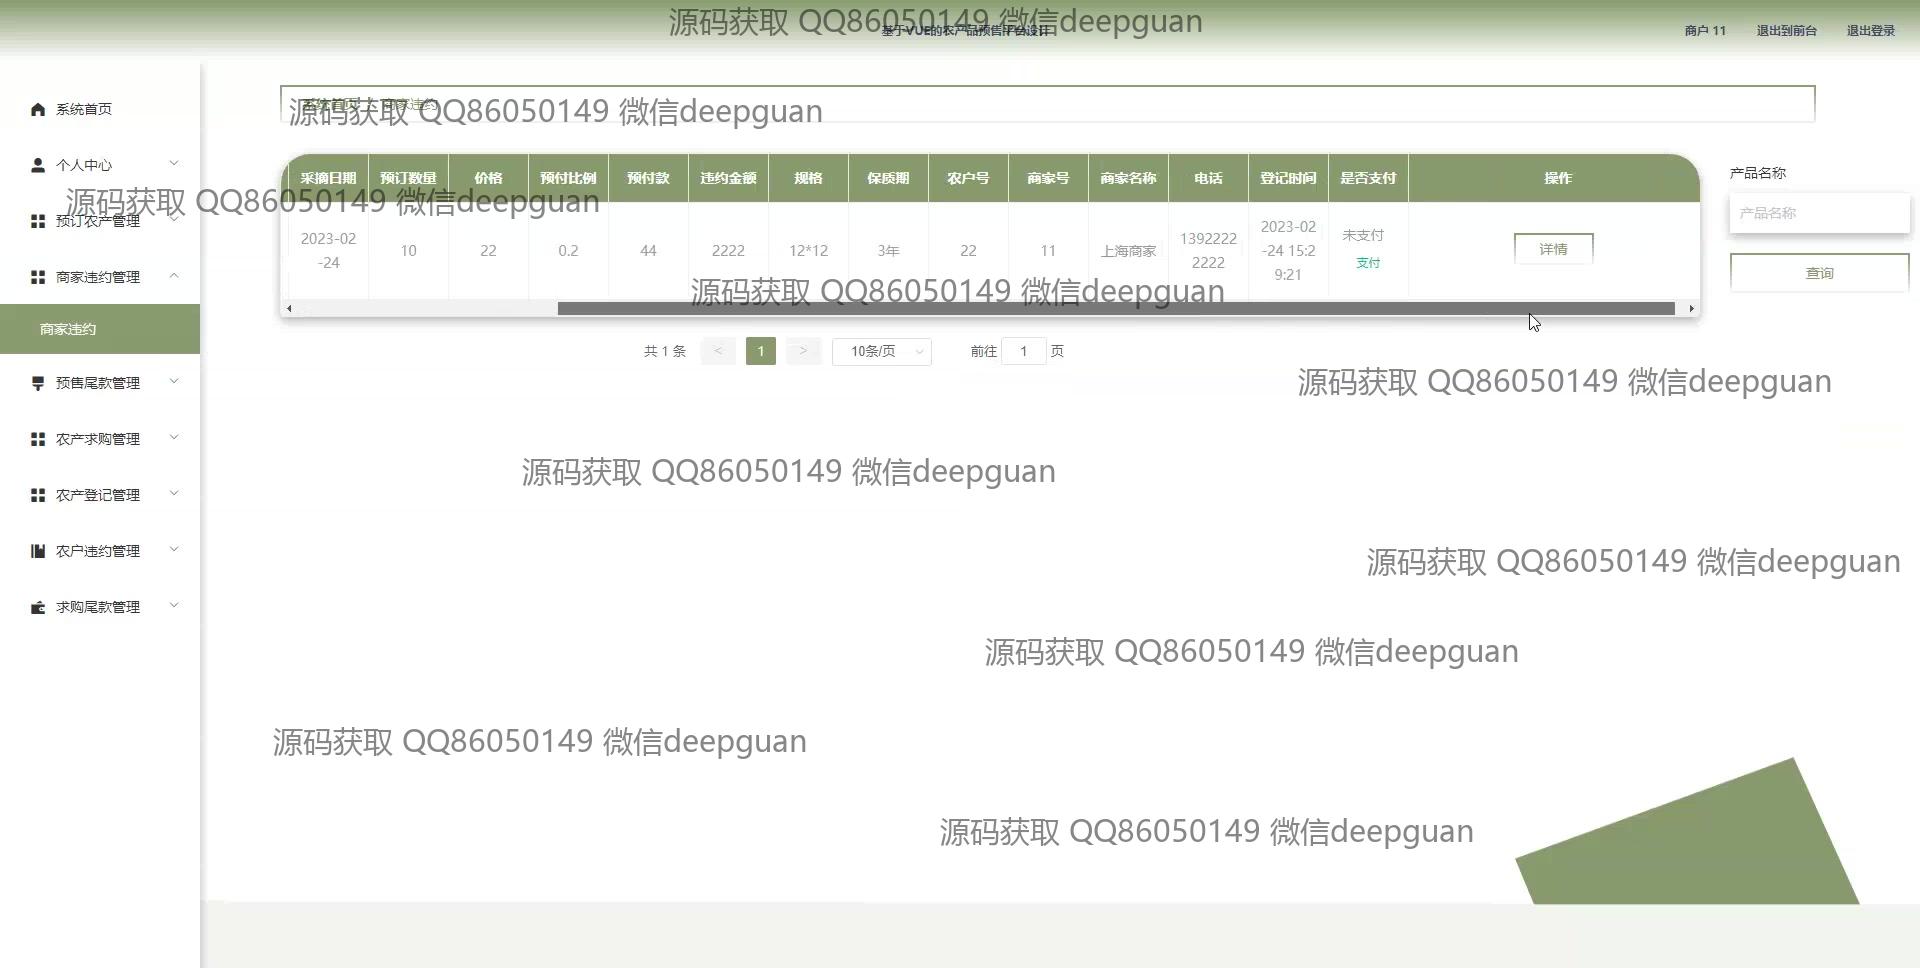 源码获取 QQ86050149 微信deepguan
基于VUE的农产品预售平台设计
商户 11
退出到前台
退出登录
系统首页
商家违约
源码获取 QQ86050149 微信deepguan
系统首页
个人中心
源码获取 QQ86050149 微信deepguan
预订农产管理
商家违约管理
商家违约
预售尾款管理
农产求购管理
农产登记管理
农户违约管理
求购尾款管理
采摘日期 预订数量 价格 预付比例 预付款 违约金额 规格 保质期 农户号 商家号 商家名称 电话 登记时间 是否支付 操作
2023-02-24 10 22 0.2 44 2222 12*12 3年 22 11 上海商家 13922222222 2023-02-24 15:29:21 未支付 支付 详情
产品名称
产品名称
查询
源码获取 QQ86050149 微信deepguan
共 1 条 < 1 > 10条/页 前往 1 页
源码获取 QQ86050149 微信deepguan
源码获取 QQ86050149 微信deepguan
源码获取 QQ86050149 微信deepguan
源码获取 QQ86050149 微信deepguan
源码获取 QQ86050149 微信deepguan
源码获取 QQ86050149 微信deepguan